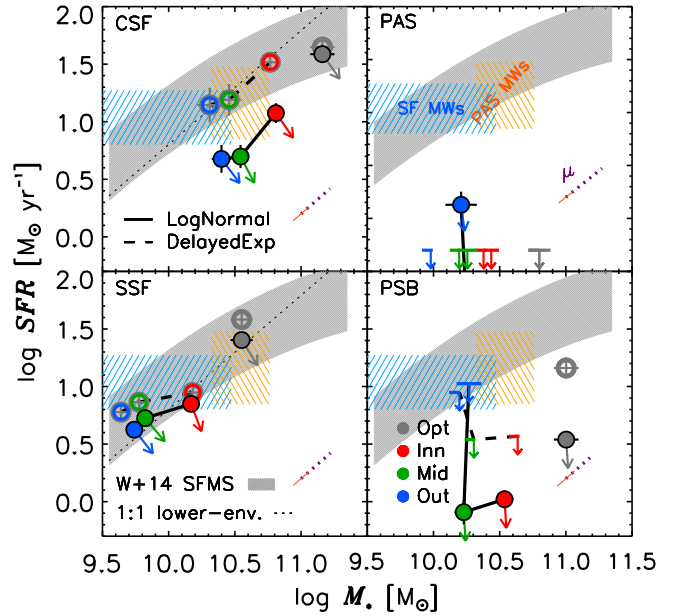 CSF
PAS
2.0
1.5
1.0
0.5
0.0
SF MWs
PAS MWs
μ
LogNormal
DelayedExp
SSF
PSB
2.0
1.5
1.0
0.5
0.0
W+14 SFMS
1:1 lower-env.
Opt
Inn
Mid
Out
9.5 10.0 10.5 11.0 9.5 10.0 10.5 11.0 11.5
log SFR [M⊙ yr⁻¹]
log M* [M⊙]